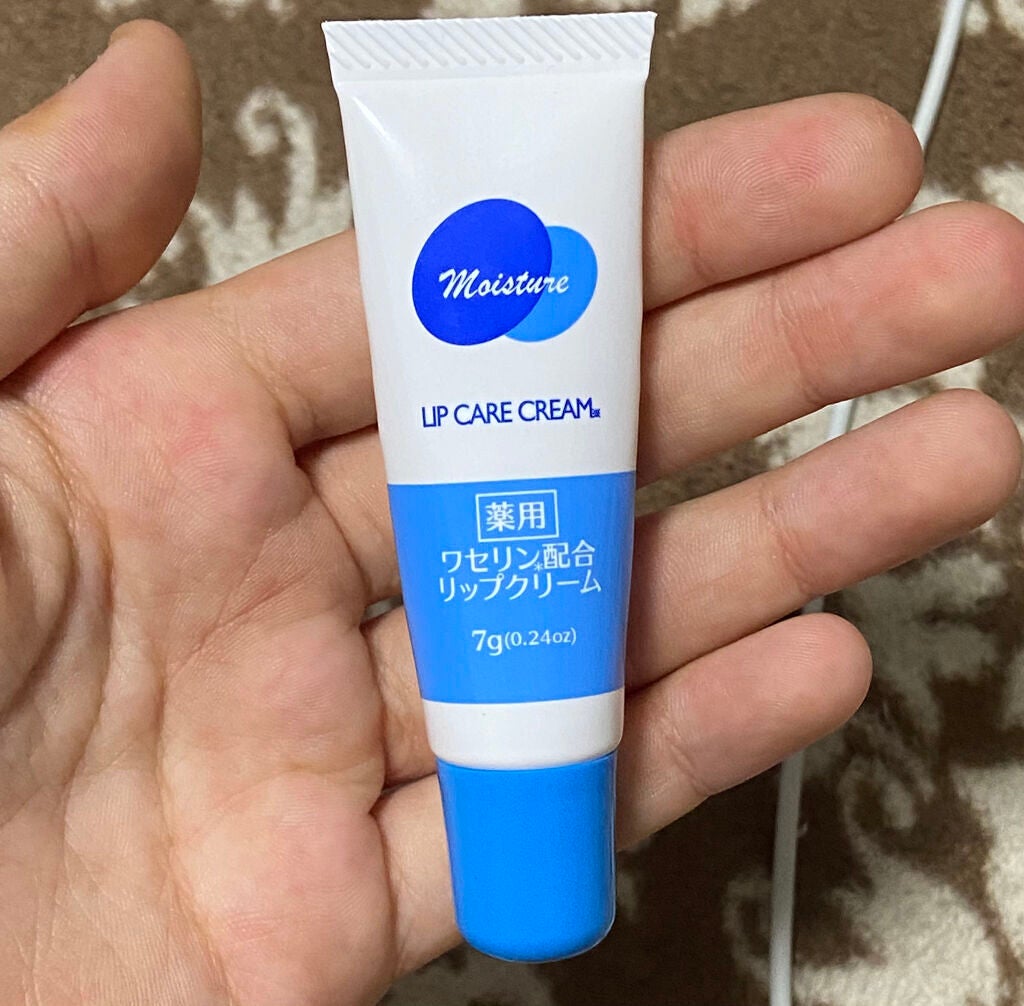 Moisture
LIP CARE CREAM
薬用
ワセリン*配合
リップクリーム
7g(0.24oz)